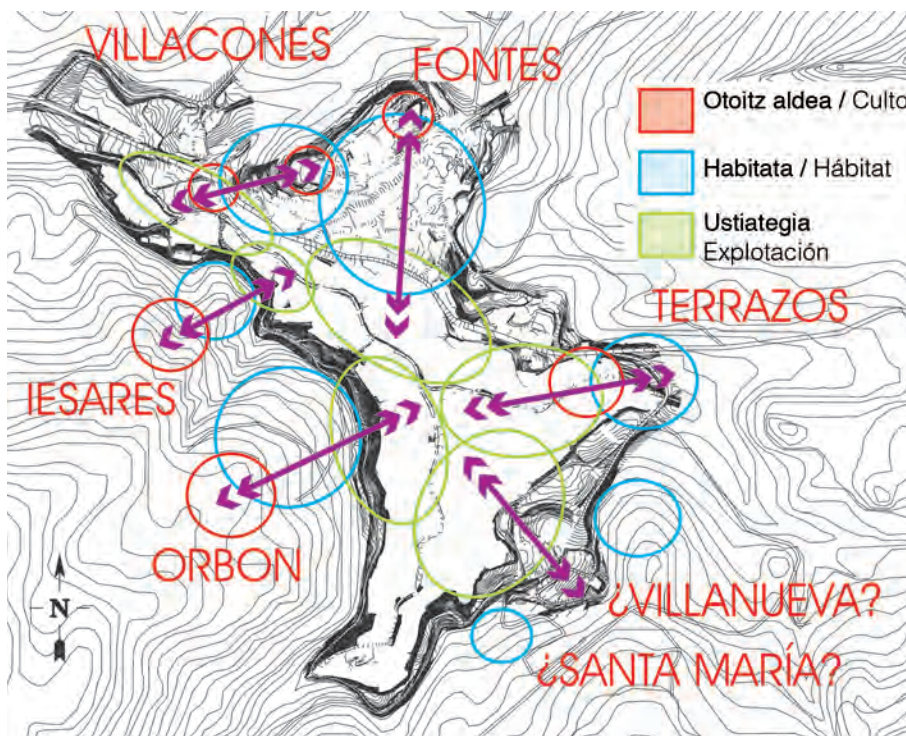 VILLACONES
FONTES
Otoitz aldea / Culto
Habitata / Hábitat
Ustiategia
Explotación
TERRAZOS
IESARES
ORBON
N
¿VILLANUEVA?
¿SANTA MARÍA?